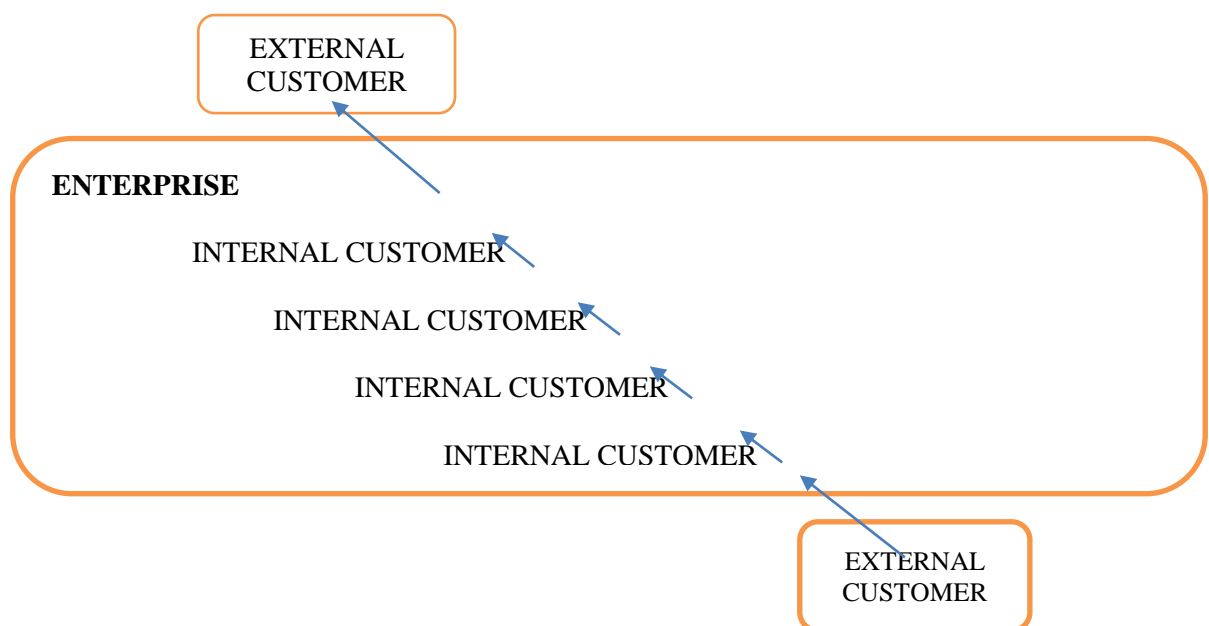 EXTERNAL
CUSTOMER
ENTERPRISE
INTERNAL CUSTOMER
INTERNAL CUSTOMER
INTERNAL CUSTOMER
INTERNAL CUSTOMER
EXTERNAL
CUSTOMER